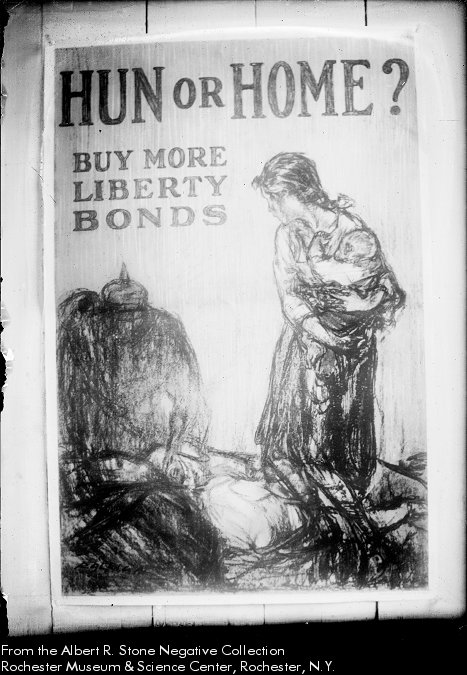 HUN OR HOME?
BUY MORE
LIBERTY
BONDS
From the Albert R. Stone Negative Collection
Rochester Museum & Science Center, Rochester, N.Y.